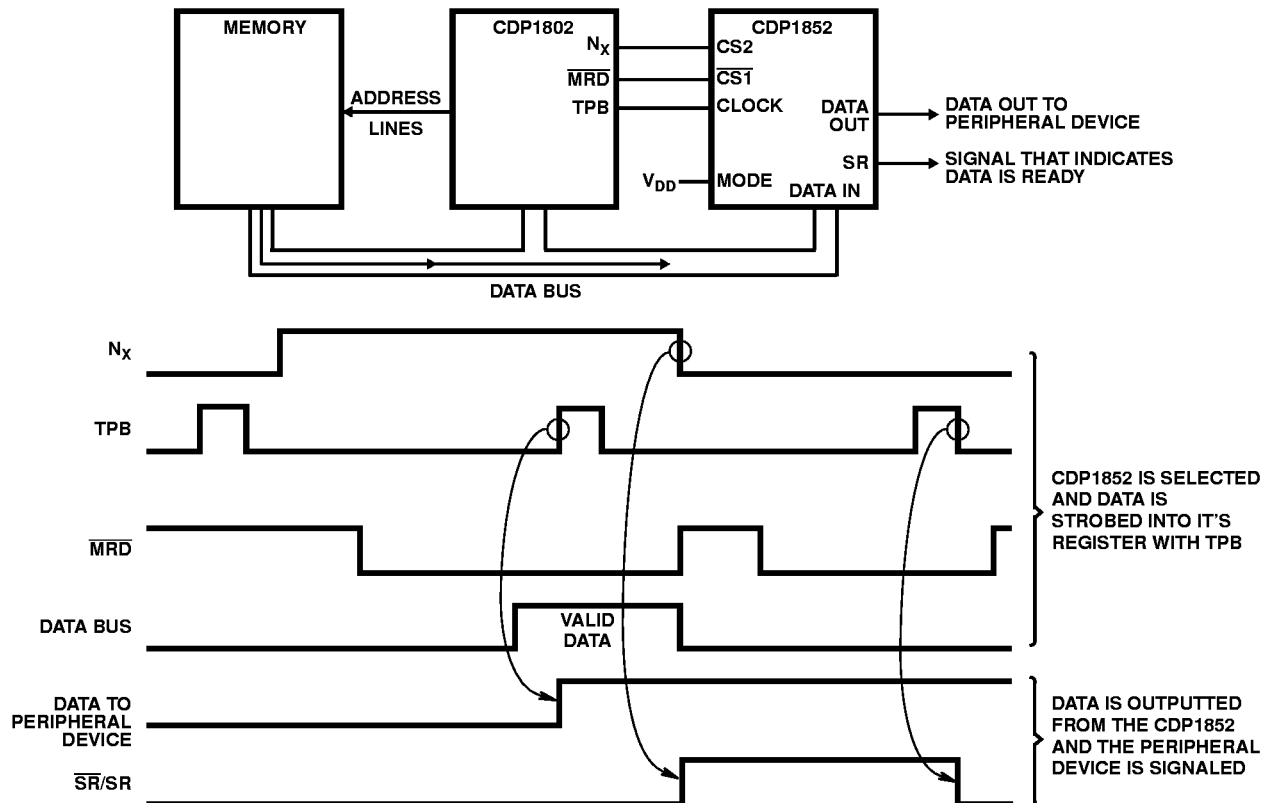 MEMORY
CDP1802
CDP1852
NX
MRD
TPB
CS2
CS1
CLOCK
ADDRESS
LINES
DATA
OUT
DATA OUT TO
PERIPHERAL DEVICE
SR
SIGNAL THAT INDICATES
DATA IS READY
VDD
MODE
DATA IN
DATA BUS
NX
TPB
MRD
DATA BUS
VALID
DATA
CDP1852 IS SELECTED
AND DATA IS
STROBED INTO IT'S
REGISTER WITH TPB
DATA TO
PERIPHERAL
DEVICE
SR/SR
DATA IS OUTPUTTED
FROM THE CDP1852
AND THE PERIPHERAL
DEVICE IS SIGNALED